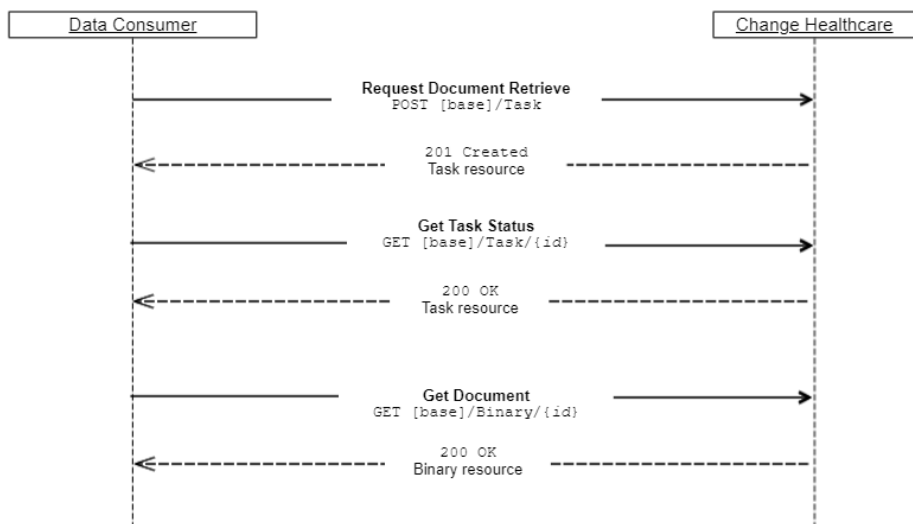 Data Consumer
Change Healthcare
Request Document Retrieve
POST [base]/Task
201 Created
Task resource
Get Task Status
GET [base]/Task/{id}
200 OK
Task resource
Get Document
GET [base]/Binary/{id}
200 OK
Binary resource